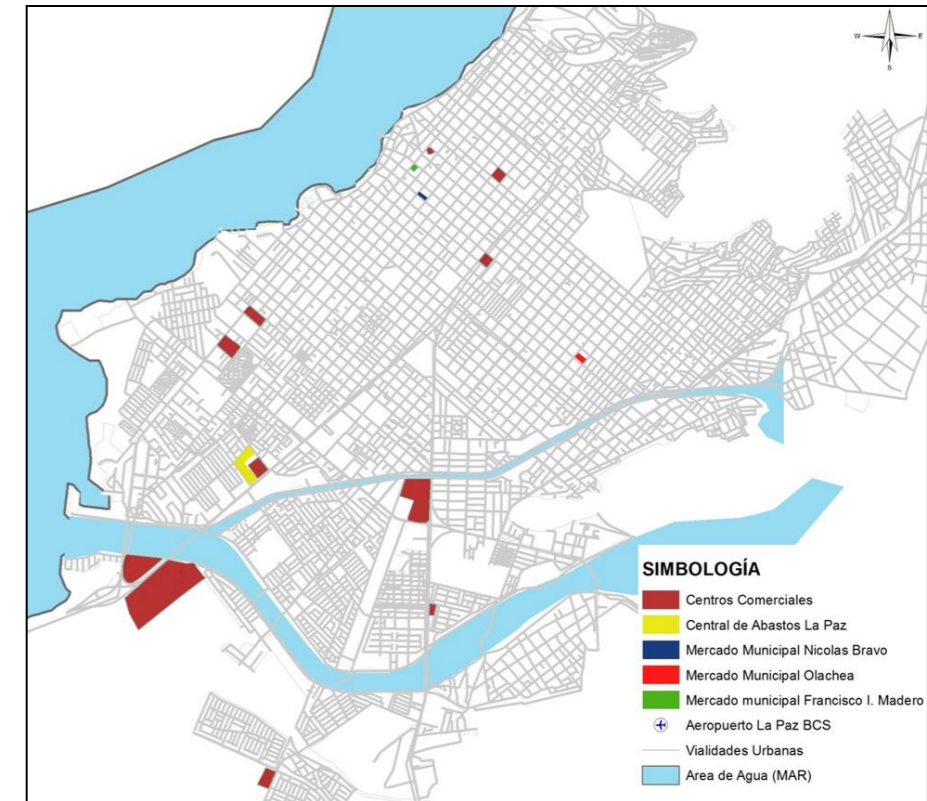 W E
S
SIMBOLOGÍA
Centros Comerciales
Central de Abastos La Paz
Mercado Municipal Nicolas Bravo
Mercado Municipal Olachea
Mercado municipal Francisco I. Madero
Aeropuerto La Paz BCS
Vialidades Urbanas
Area de Agua (MAR)